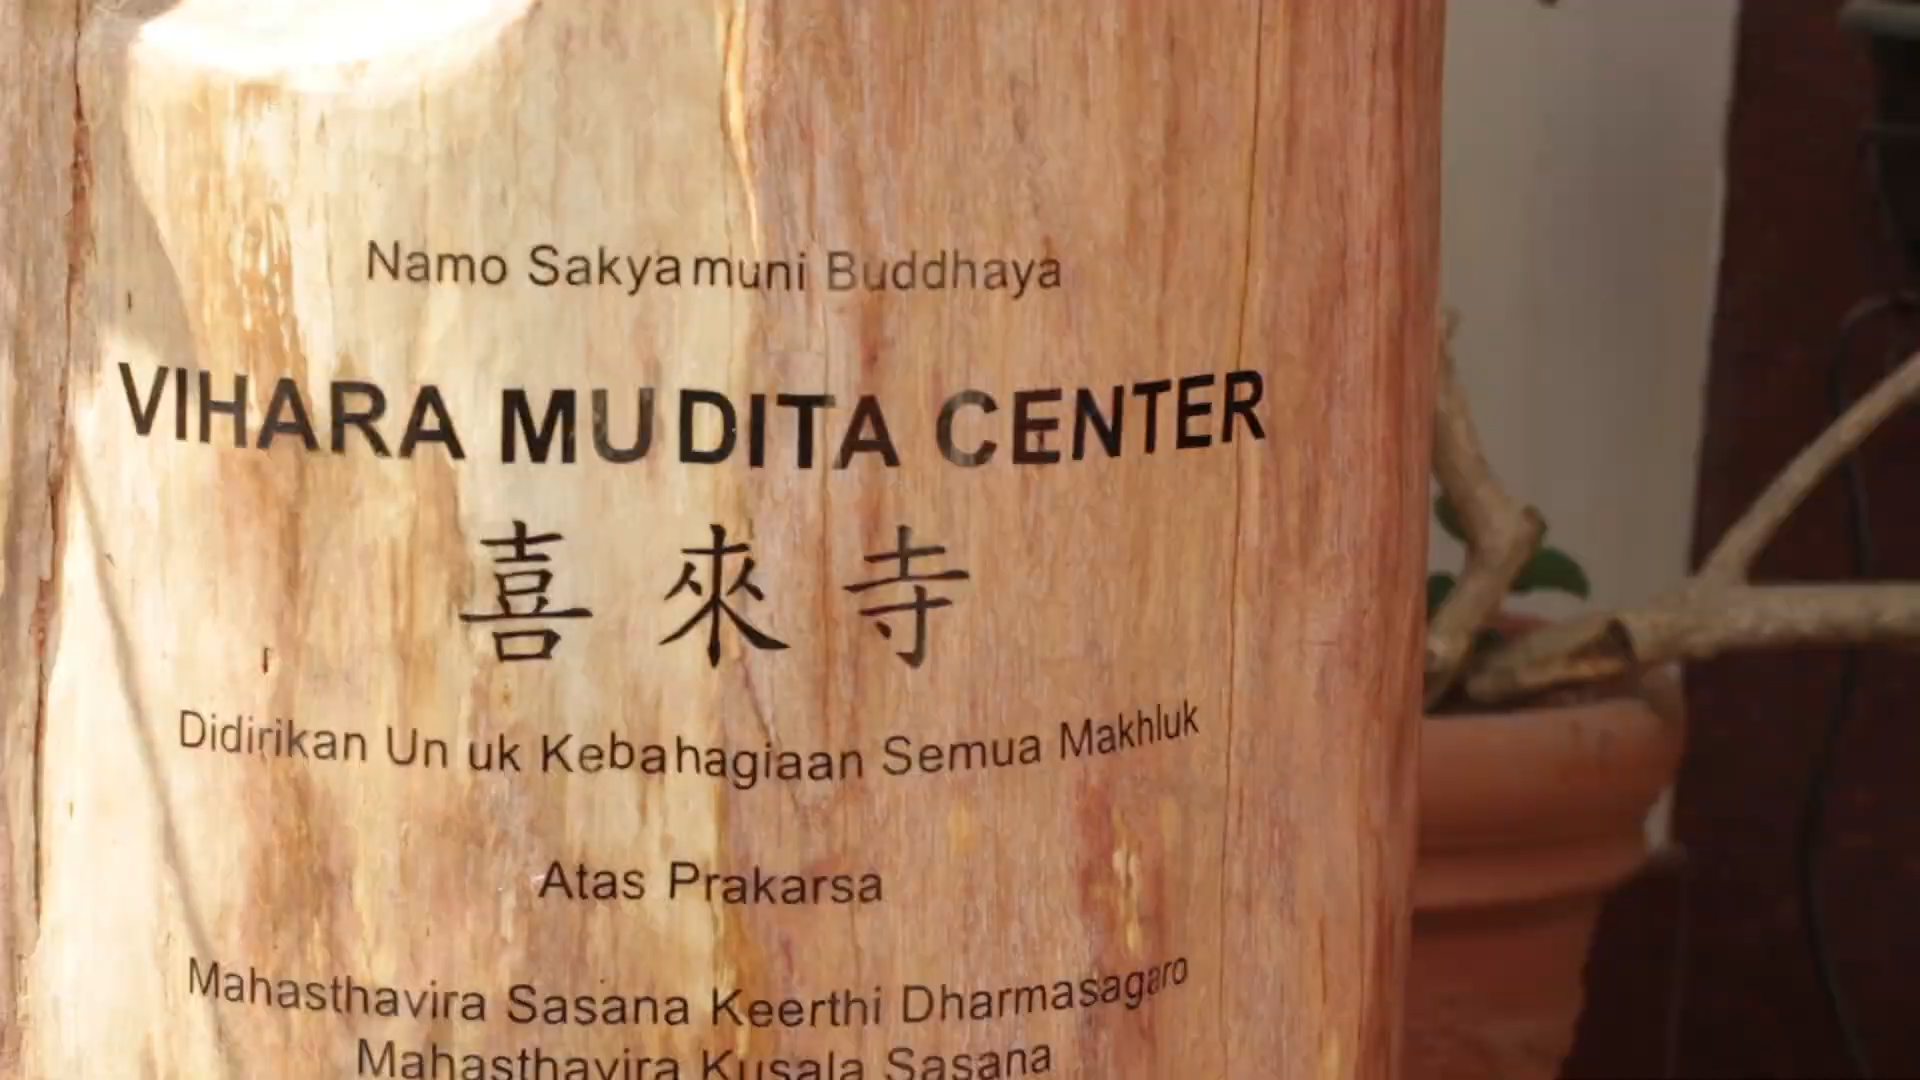 Namo Sakyamuni Buddhaya
VIHARA MUDITA CENTER
喜來寺
Didirikan Un uk Kebahagiaan Semua Makhluk
Atas Prakarsa
Mahasthavira Sasana Keerthi Dharmasagaro
Mahasthavira Kusala Sasana